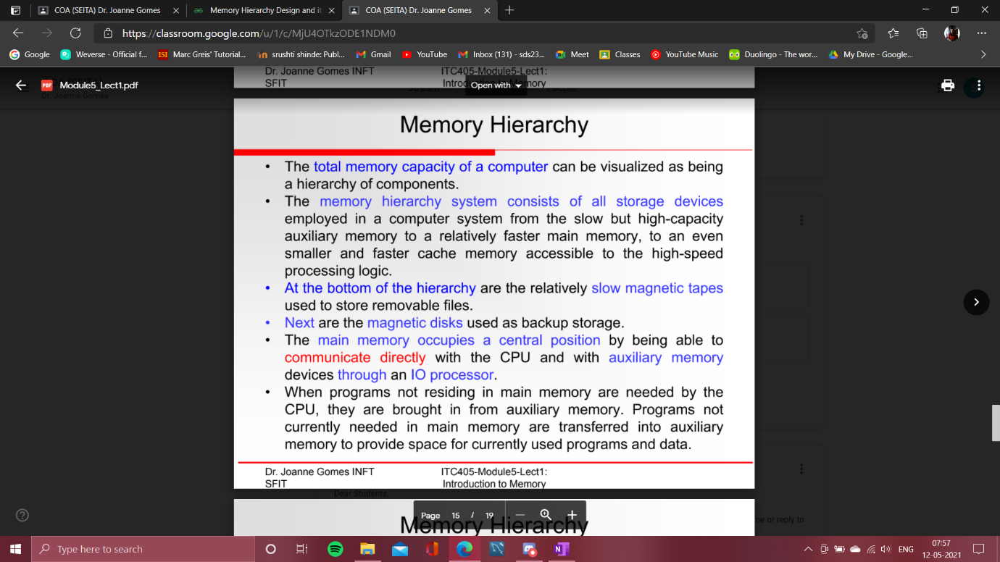 COA (SEITA) Dr. Joanne Gomes
Memory Hierarchy Design and it
COA (SEITA) Dr. Joanne Gomes
https://classroom.google.com/u/1/c/MjU4OTkzODE1NDM0
Google
Weverse - Official f...
Marc Greis' Tutorial...
srushti shinde: Publ...
Gmail
YouTube
Inbox (131) - sds23...
Meet
Classes
YouTube Music
Duolingo - The wor...
My Drive - Google...
PDF Module5_Lect1.pdf
Dr. Joanne Gomes
Open with
Dr. Joanne Gomes INFT
SFIT
ITC405-Module5-Lect1:
Memory Hierarchy
• The total memory capacity of a computer can be visualized as being
a hierarchy of components.
• The memory hierarchy system consists of all storage devices
employed in a computer system from the slow but high-capacity
auxiliary memory to a relatively faster main memory, to an even
smaller and faster cache memory accessible to the high-speed
processing logic.
• At the bottom of the hierarchy are the relatively slow magnetic tapes
used to store removable files.
• Next are the magnetic disks used as backup storage.
• The main memory occupies a central position by being able to
communicate directly with the CPU and with auxiliary memory
devices through an IO processor.
• When programs not residing in main memory are needed by the
CPU, they are brought in from auxiliary memory. Programs not
currently needed in main memory are transferred into auxiliary
memory to provide space for currently used programs and data.
Dr. Joanne Gomes INFT
SFIT
ITC405-Module5-Lect1:
Introduction to Memory
Dear Students,
Page 15 / 19
Memory Hierarchy
me or reply to
Type here to search
ENG
07:57
12-05-2021